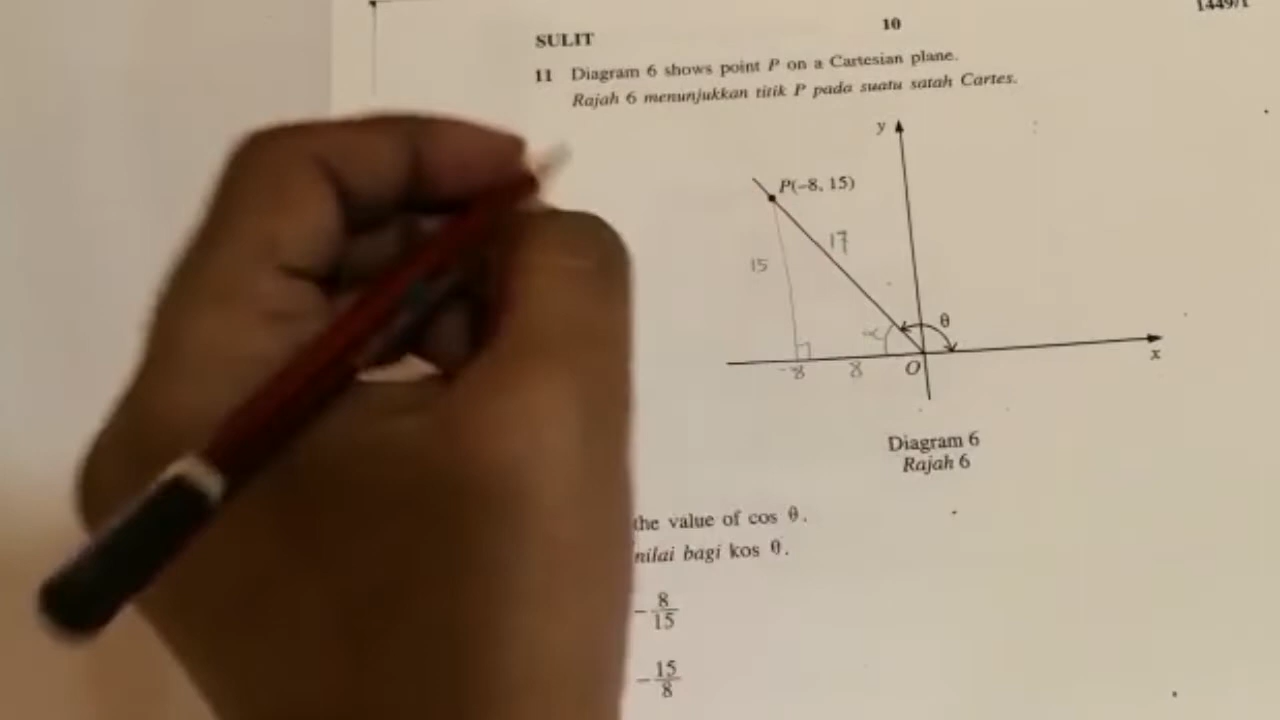 SULIT
10
1449/1
11 Diagram 6 shows point P on a Cartesian plane.
Rajah 6 menunjukkan titik P pada suatu satah Cartes.
y
P(–8, 15)
17
15
θ
α
x
-8
8
O
Diagram 6
Rajah 6
the value of cos θ.
nilai bagi kos θ.
–8/15
–15/8